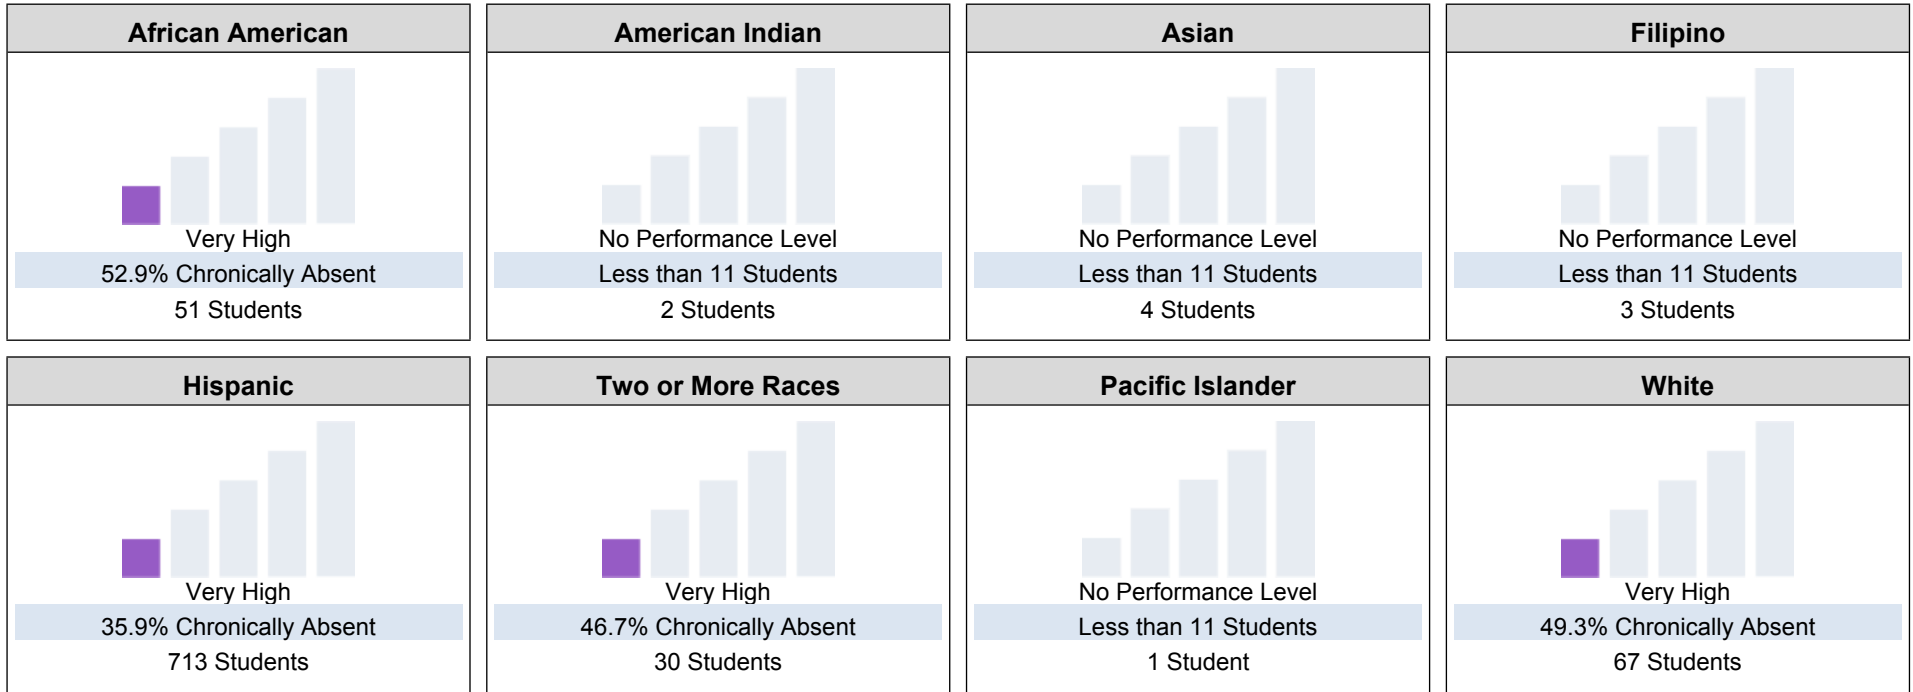 African American
Very High
52.9% Chronically Absent
51 Students
American Indian
No Performance Level
Less than 11 Students
2 Students
Asian
No Performance Level
Less than 11 Students
4 Students
Filipino
No Performance Level
Less than 11 Students
3 Students
Hispanic
Very High
35.9% Chronically Absent
713 Students
Two or More Races
Very High
46.7% Chronically Absent
30 Students
Pacific Islander
No Performance Level
Less than 11 Students
1 Student
White
Very High
49.3% Chronically Absent
67 Students